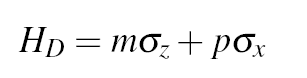 H_D = mσ_z + pσ_x